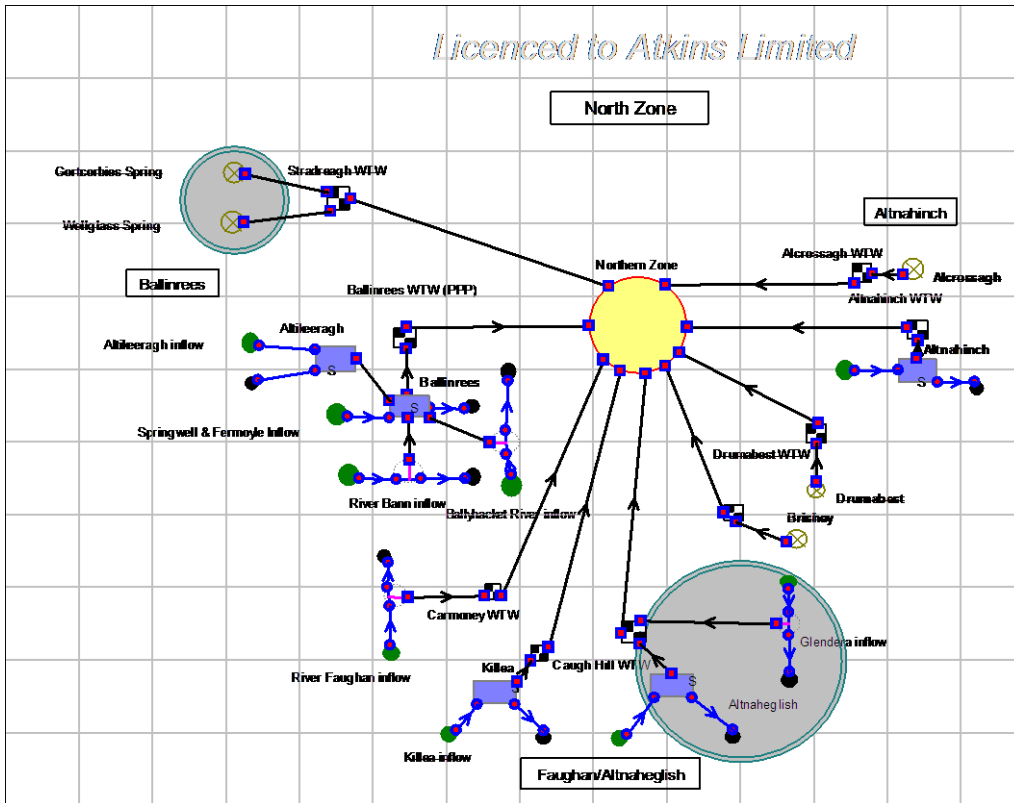 Licenced to Atkins Limited
North Zone
Gortcorbies Spring
Stradreagh WTW
Wellglass Spring
Altnahinch
Alcrossagh WTW
Northern Zone
Alcrossagh
Ballinrees
Ballinrees WTW (PPP)
Altnahinch WTW
Altikeeragh
Altikeeragh inflow
Altnahinch
S
S
Ballinrees
S
Springwell & Fermoyle Inflow
Drumabest WTW
River Bann inflow
Ballyhacket River inflow
Drumabest
Brishey
Carmoney WTW
Glendera inflow
River Faughan inflow
Killea
Caugh Hill WTW
S
S
Altnaheglish
Killea inflow
Faughan/Altnaheglish